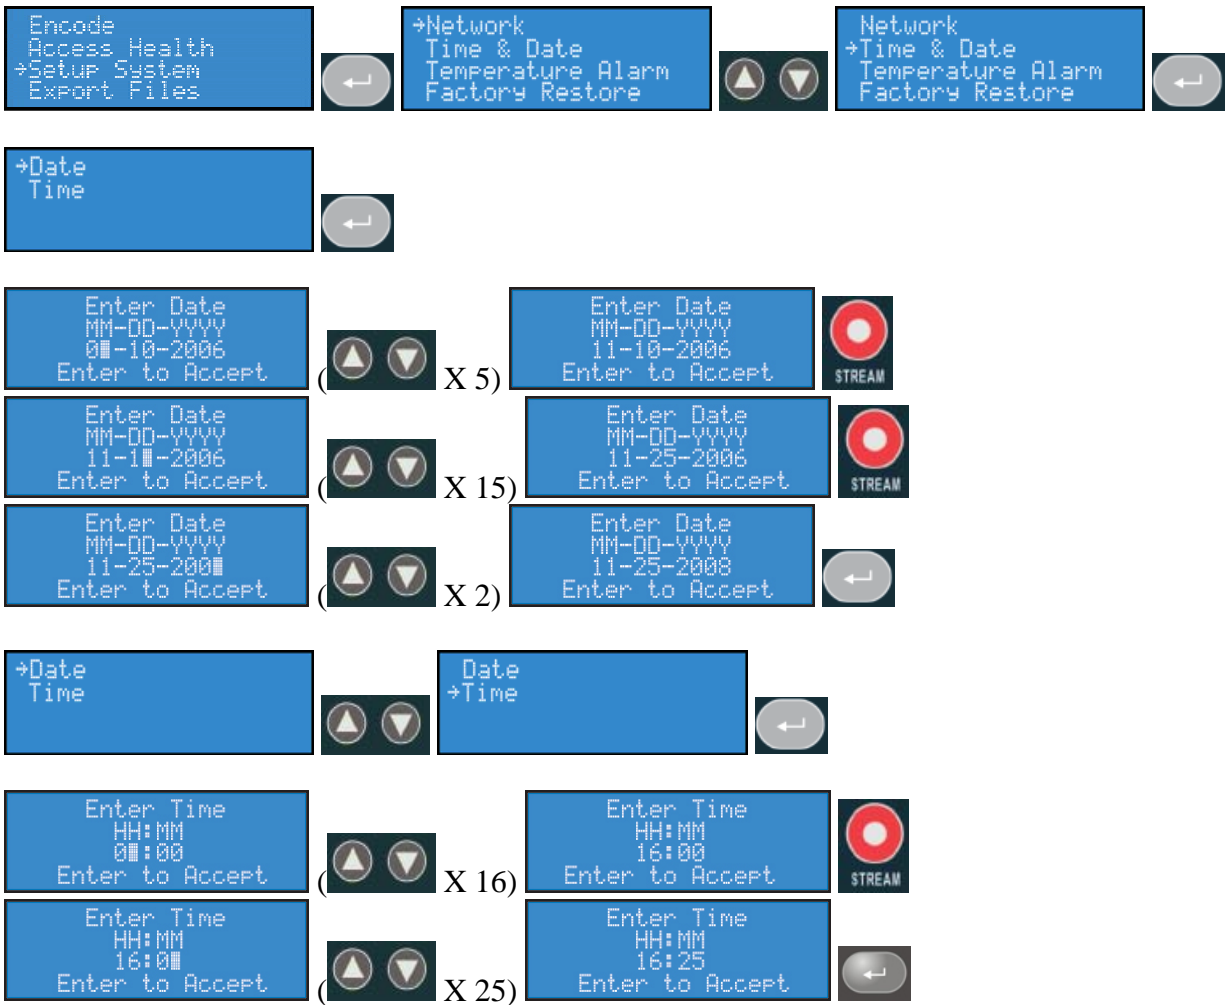 Encode
Access Health
→Setup System
Export Files
→Network
Time & Date
Temperature Alarm
Factory Restore
Network
→Time & Date
Temperature Alarm
Factory Restore
→Date
Time
Enter Date
MM-DD-YYYY
0█-10-2006
Enter to Accept
( X 5)
Enter Date
MM-DD-YYYY
11-10-2006
Enter to Accept
STREAM
Enter Date
MM-DD-YYYY
11-1█-2006
Enter to Accept
( X 15)
Enter Date
MM-DD-YYYY
11-25-2006
Enter to Accept
STREAM
Enter Date
MM-DD-YYYY
11-25-200█
Enter to Accept
( X 2)
Enter Date
MM-DD-YYYY
11-25-2008
Enter to Accept
→Date
Time
Date
→Time
Enter Time
HH:MM
0█:00
Enter to Accept
( X 16)
Enter Time
HH:MM
16:00
Enter to Accept
STREAM
Enter Time
HH:MM
16:0█
Enter to Accept
( X 25)
Enter Time
HH:MM
16:25
Enter to Accept